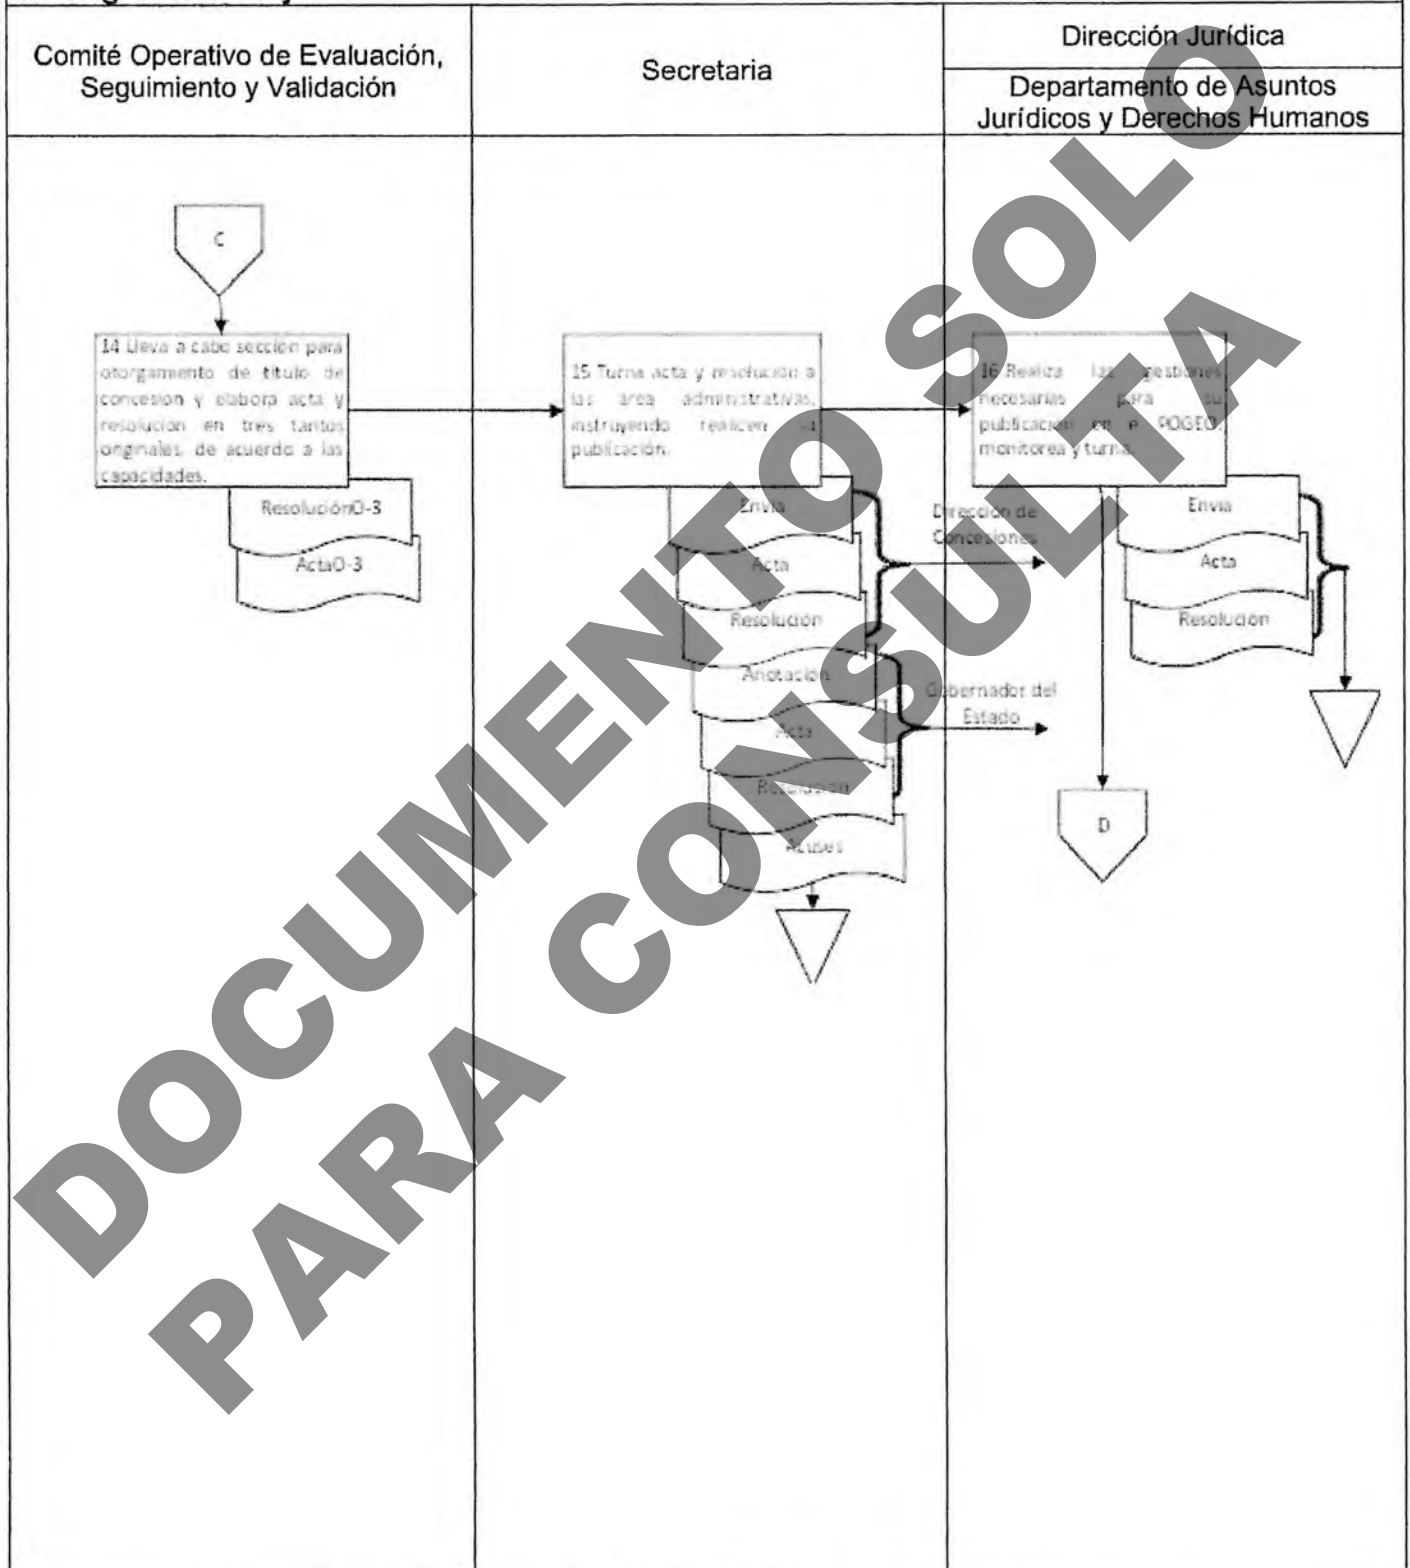 Comité Operativo de Evaluación,
Seguimiento y Validación
Secretaria
Dirección Jurídica
Departamento de Asuntos
Jurídicos y Derechos Humanos
C
14 Lleva a cabo sección para
otorgamiento de título de
concesión y elabora acta y
resolución en tres tantos
originales, de acuerdo a las
capacidades.
ResoluciónO-3
ActaO-3
15 Turna acta y resolución a
las área administrativas,
instruyendo realicen su
publicación.
Envia
Acta
Resolución
Dirección de
Concesiones
Anotación
Acta
Resolución
Gobernador del
Estado
Acuses
16 Realiza las gestiones
necesarias para su
publicación en el POGEO,
monitorea y turna.
Envia
Acta
Resolución
D
DOCUMENTO SOLO
PARA CONSULTA